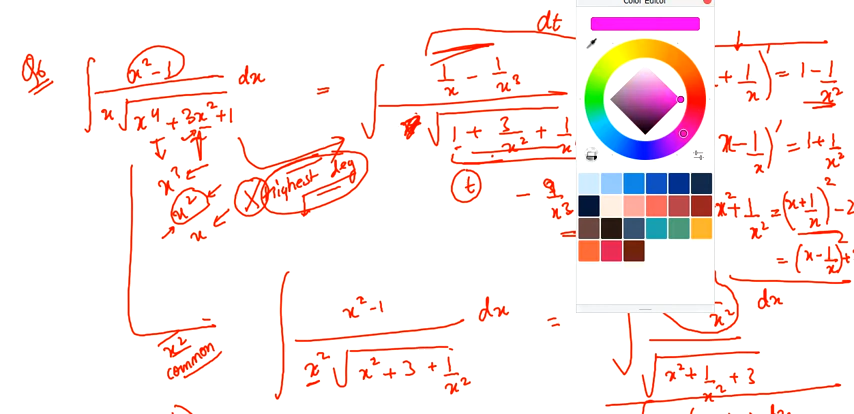 Color Editor
dt
Q6 ∫ (x² - 1) / (x √(x⁴ + 3x² + 1)) dx = ∫ (1/x - 1/x³) / √(1 + 3/x² + 1/x
+ 1/x)' = 1 - 1/x²
x - 1/x)' = 1 + 1/x²
x³
x²
x
X highest deg
t
x² + 1/x² = (x + 1/x)² - 2
= (x - 1/x)² +
x² common
∫ (x² - 1) / (x² √(x² + 3 + 1/x²)) dx =
x² dx
√(x² + 1/x² + 3)